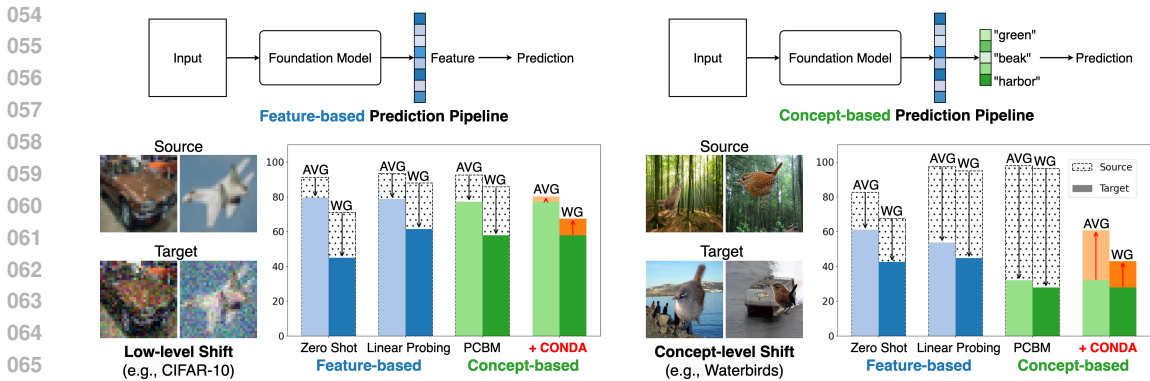 054
055
056
057
058
059
060
061
062
063
064
065
Input
Foundation Model
Feature
Prediction
Feature-based Prediction Pipeline
Input
Foundation Model
"green"
"beak"
"harbor"
Prediction
Concept-based Prediction Pipeline
Source
Target
Low-level Shift
(e.g., CIFAR-10)
100
80
60
40
20
0
AVG
WG
AVG
WG
AVG
WG
AVG
WG
Zero Shot
Linear Probing
PCBM
+ CONDA
Feature-based
Concept-based
Source
Target
Concept-level Shift
(e.g., Waterbirds)
100
80
60
40
20
0
AVG
WG
AVG
WG
AVG
WG
AVG
WG
Source
Target
Zero Shot
Linear Probing
PCBM
+ CONDA
Feature-based
Concept-based